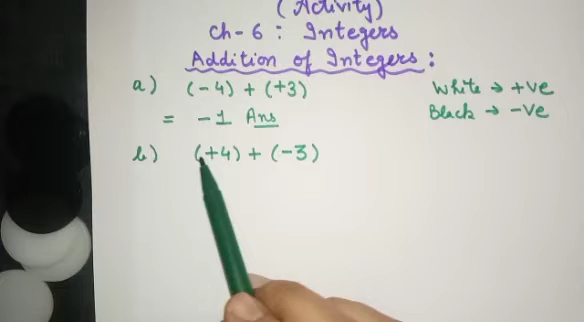 (Activity)
Ch-6 : Integers
Addition of Integers :
a) (-4) + (+3)
White → +ve
= -1 Ans
Black → -ve
b) (+4) + (-3)